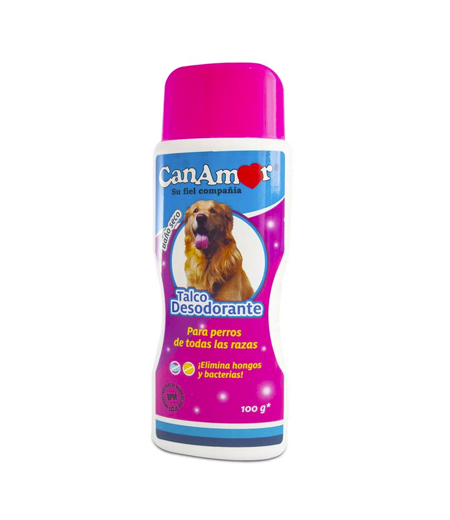 CanAmor
Su fiel compañía
Baño seco
Talco
Desodorante
Para perros
de todas las razas
¡Elimina hongos
y bacterias!
100 g*